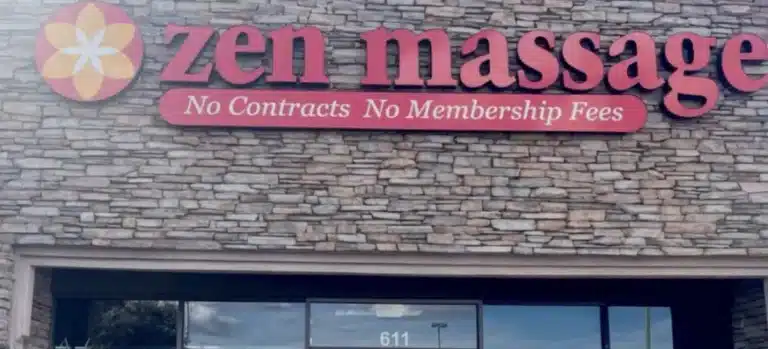 zen massage
No Contracts No Membership Fees
611